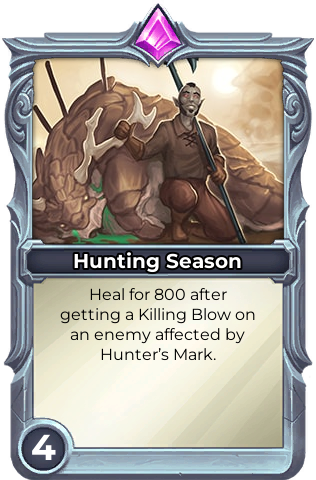 Hunting Season
Heal for 800 after
getting a Killing Blow on
an enemy affected by
Hunter's Mark.
4